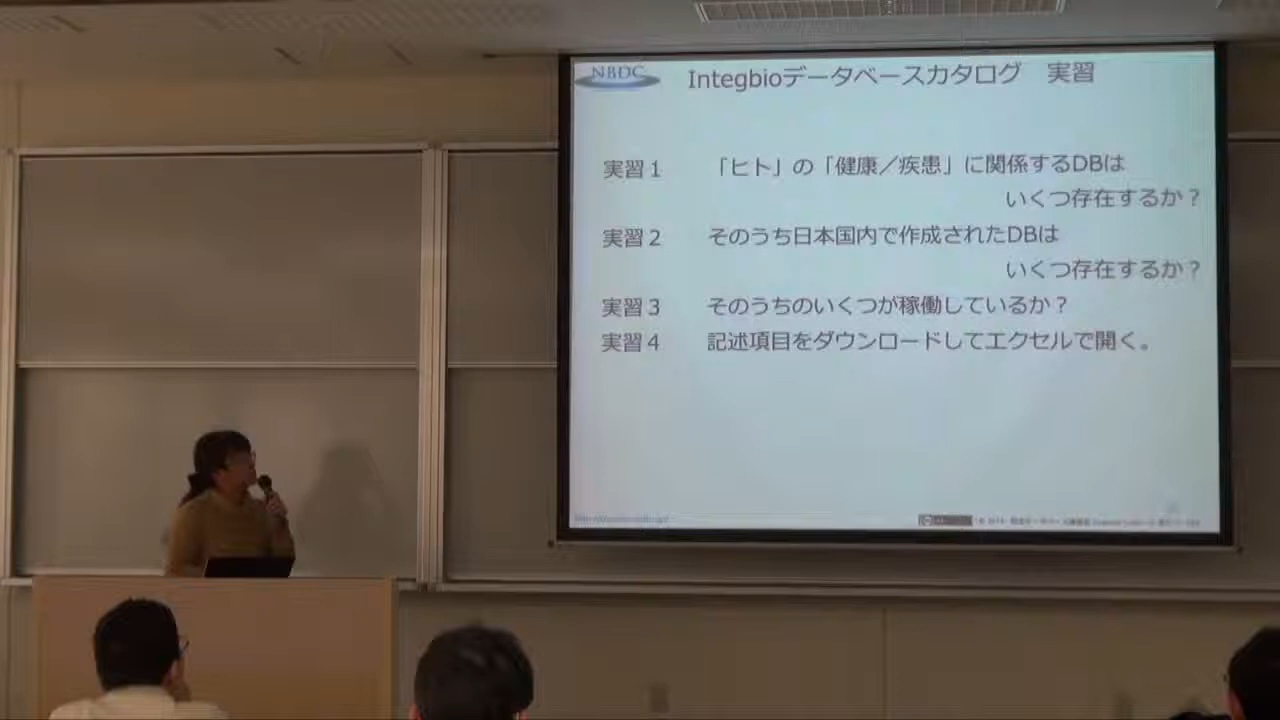 NBDC
Integbioデータベースカタログ 実習
実習1 「ヒト」の「健康／疾患」に関係するDBは
いくつ存在するか？
実習2 そのうち日本国内で作成されたDBは
いくつ存在するか？
実習3 そのうちのいくつが稼働しているか？
実習4 記述項目をダウンロードしてエクセルで開く。